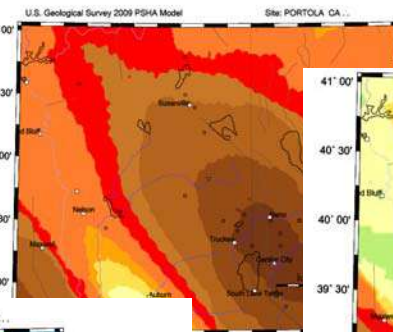 U.S. Geological Survey 2009 PSHA Model Site: PORTOLA CA . .
00'
41° 00'
Susanville
30'
40° 30'
d Bluff
d Bluff
00'
40° 00'
Nelson
Reno
30'
Truckee
Carson City
39° 30'
00'
Auburn
South Lake Tahoe
. .